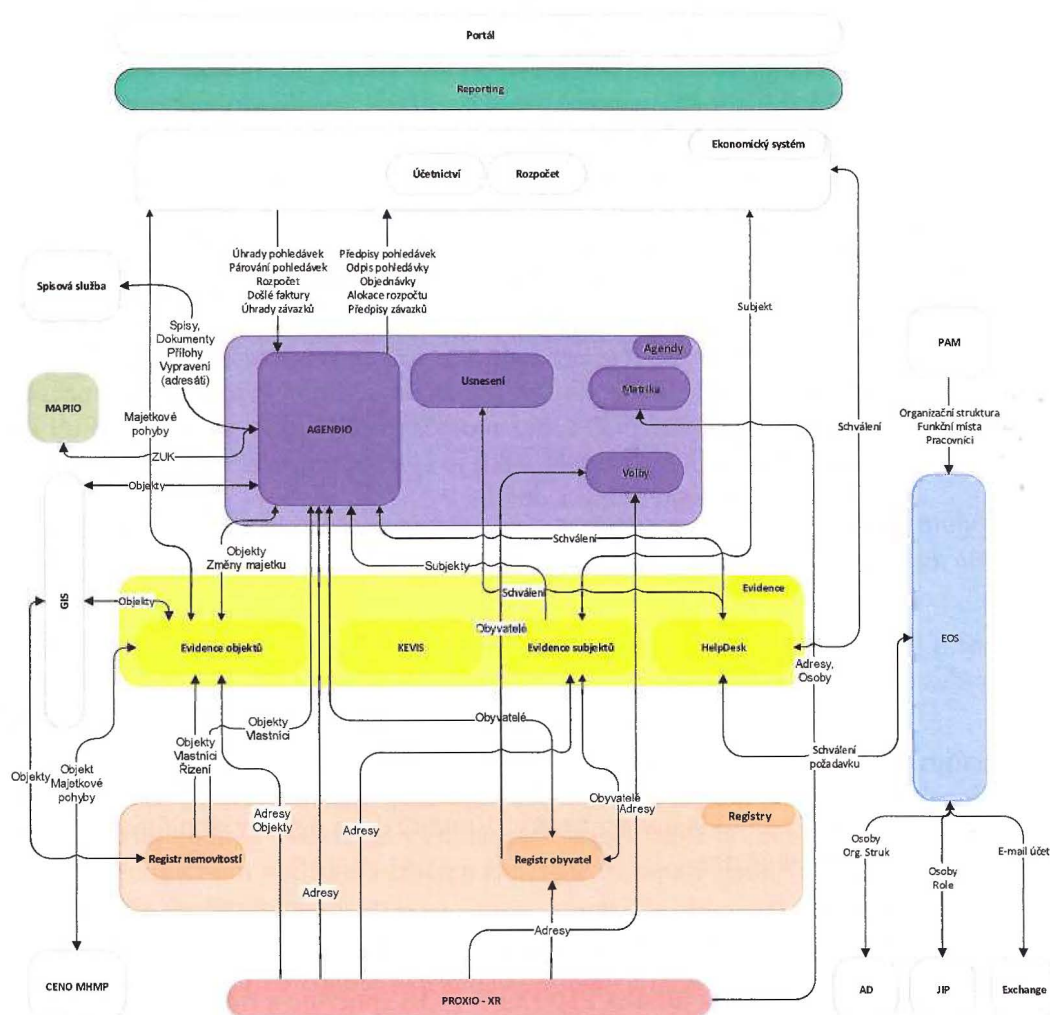 Portál
Reporting
Ekonomický systém
Účetnictví
Rozpočet
Úhrady pohledávek
Párování pohledávek
Rozpočet
Došlé faktury
Úhrady závazků
Předpisy pohledávek
Odpis pohledávky
Objednávky
Alokace rozpočtu
Předpisy závazků
Spisová služba
Spisy,
Dokumenty
Přílohy
Vypravení
(adresáti)
Subjekt
PAM
Agendy
Usnesení
Matrika
MAPIIO
Majetkové
pohyby
AGENDIO
Organizační struktura
Funkční místa
Pracovníci
Schválení
ZUK
Volby
Objekty
GIS
Objekty
Změny majetku
Subjekty
Schválení
Schválení
Objekty
Evidence
Obyvatelé
Evidence objektů
KEVIS
Evidence subjektů
HelpDesk
EOS
Adresy,
Osoby
Objekty
Vlastníci
Obyvatelé
Objekty
Vlastníci
Řízení
Schválení
požadavku
Objekty
Objekt
Majetkové
pohyby
Adresy
Objekty
Adresy
Obyvatelé
Adresy
Registry
Registr nemovitostí
Registr obyvatel
Osoby
Org. Struk
Osoby
Role
E-mail účet
Adresy
Adresy
CENO MHMP
PROXIO - XR
AD
JIP
Exchange